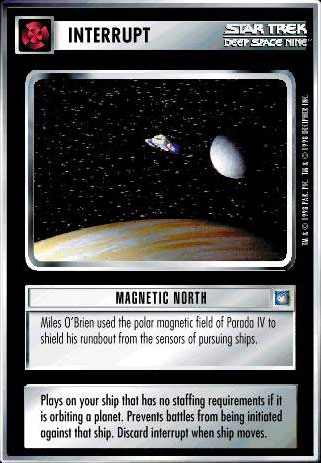 INTERRUPT
STAR TREK
DEEP SPACE NINE
TM & © 1998 PAR. PIC. TM & © 1998 DECIPHER INC.
MAGNETIC NORTH
Miles O'Brien used the polar magnetic field of Parada IV to
shield his runabout from the sensors of pursuing ships.
Plays on your ship that has no staffing requirements if it
is orbiting a planet. Prevents battles from being initiated
against that ship. Discard interrupt when ship moves.